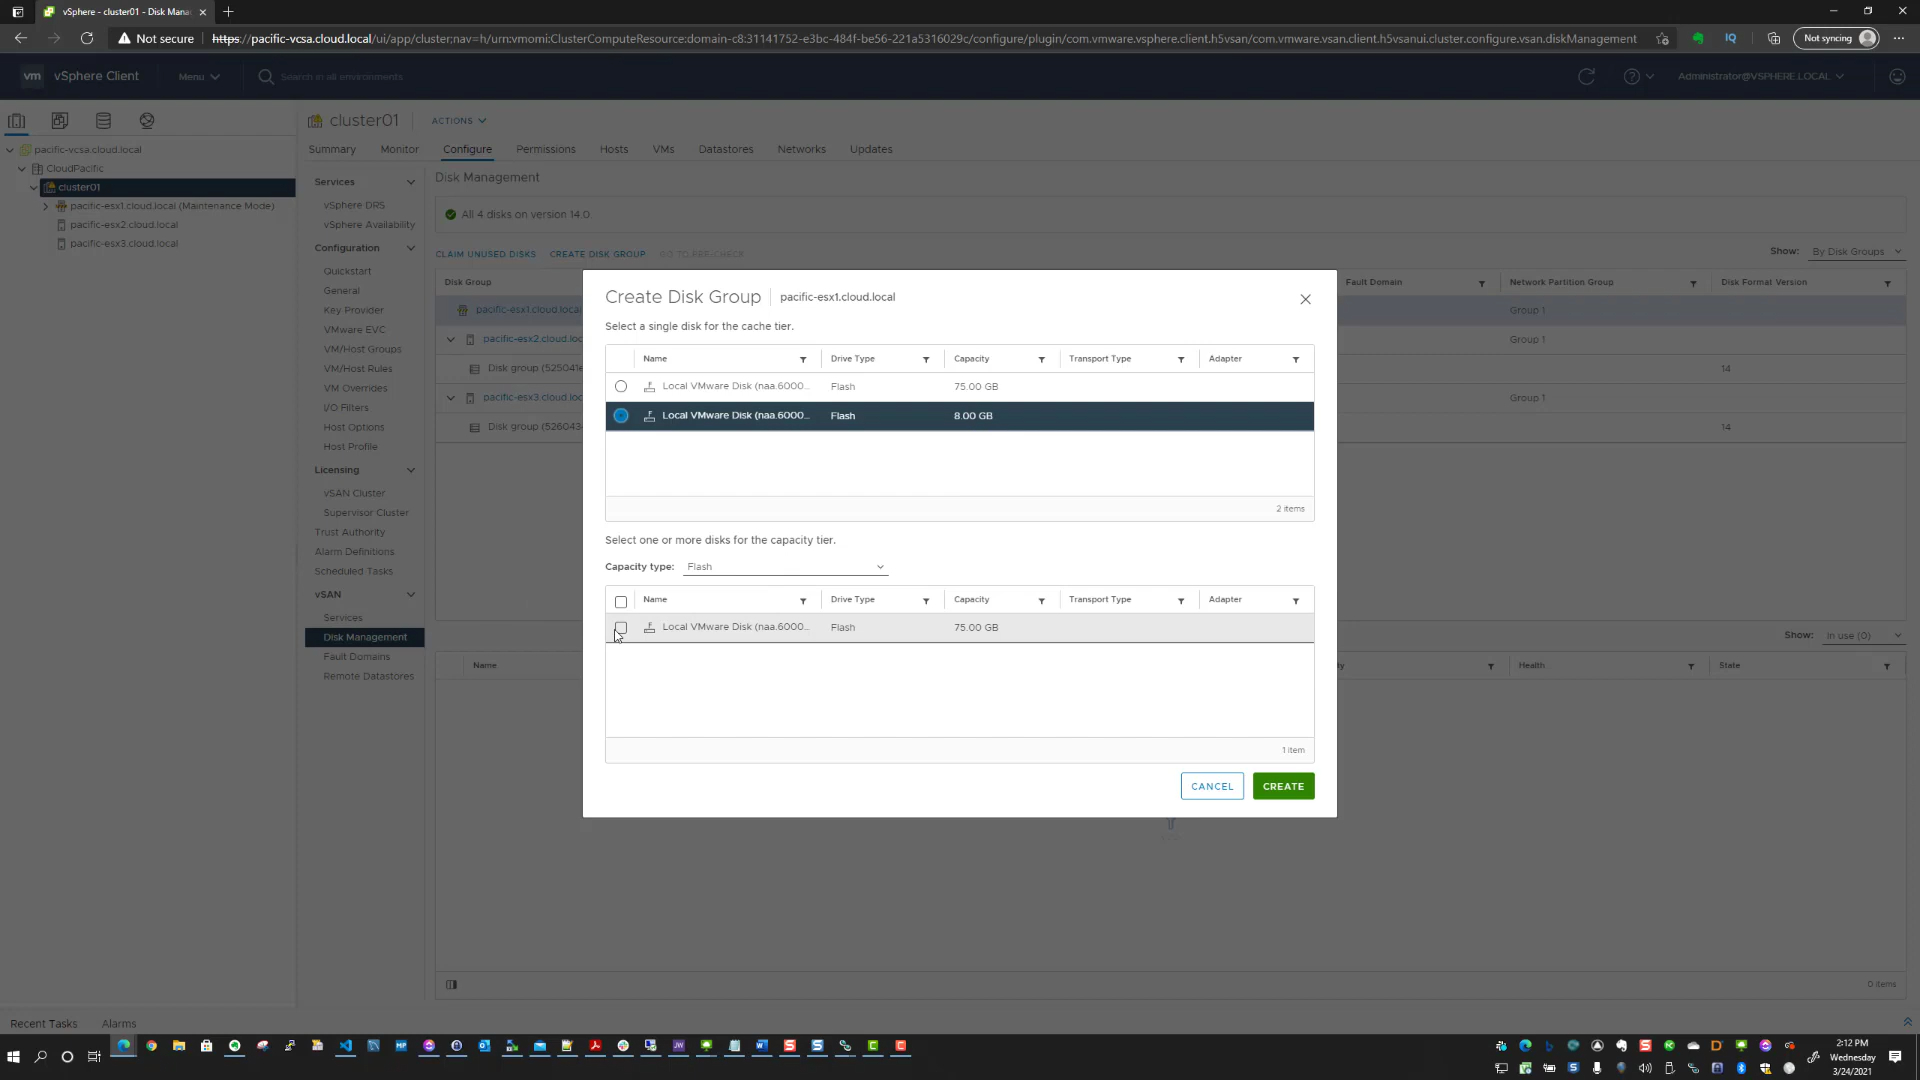 vSphere - cluster01 - Disk Mana
Not secure
https://pacific-vcsa.cloud.local/ui/app/cluster;nav=h/urn:vmomi:ClusterComputeResource:domain-c8:31141752-e3bc-484f-be56-221a5316029c/configure/plugin/com.vmware.vsphere.client.h5vsan/com.vmware.vsan.client.h5vsanui.cluster.configure.vsan.diskManagement
IQ
Not syncing
vm vSphere Client
Menu
Search in all environments
Administrator@VSPHERE.LOCAL
pacific-vcsa.cloud.local
CloudPacific
cluster01
pacific-esx1.cloud.local (Maintenance Mode)
pacific-esx2.cloud.local
pacific-esx3.cloud.local
cluster01
ACTIONS
Summary
Monitor
Configure
Permissions
Hosts
VMs
Datastores
Networks
Updates
Services
vSphere DRS
vSphere Availability
Configuration
Quickstart
General
Key Provider
VMware EVC
VM/Host Groups
VM/Host Rules
VM Overrides
I/O Filters
Host Options
Host Profile
Licensing
vSAN Cluster
Supervisor Cluster
Trust Authority
Alarm Definitions
Scheduled Tasks
vSAN
Services
Disk Management
Fault Domains
Remote Datastores
Disk Management
All 4 disks on version 14.0
CLAIM UNUSED DISKS
CREATE DISK GROUP
GO TO PRE-CHECK
Show: By Disk Groups
Disk Group
Fault Domain
Network Partition Group
Disk Format Version
pacific-esx1.cloud.local
Group 1
pacific-esx2.cloud.loc
Group 1
Disk group (525041e
14
pacific-esx3.cloud.loc
Group 1
Disk group (526043
14
Create Disk Group
pacific-esx1.cloud.local
Select a single disk for the cache tier.
Name
Drive Type
Capacity
Transport Type
Adapter
Local VMware Disk (naa.6000...
Flash
75.00 GB
Local VMware Disk (naa.6000...
Flash
8.00 GB
2 items
Select one or more disks for the capacity tier.
Capacity type: Flash
Name
Drive Type
Capacity
Transport Type
Adapter
Local VMware Disk (naa.6000...
Flash
75.00 GB
1 item
CANCEL
CREATE
Show: In use (0)
Name
Health
State
0 items
Recent Tasks
Alarms
2:12 PM
Wednesday
3/24/2021